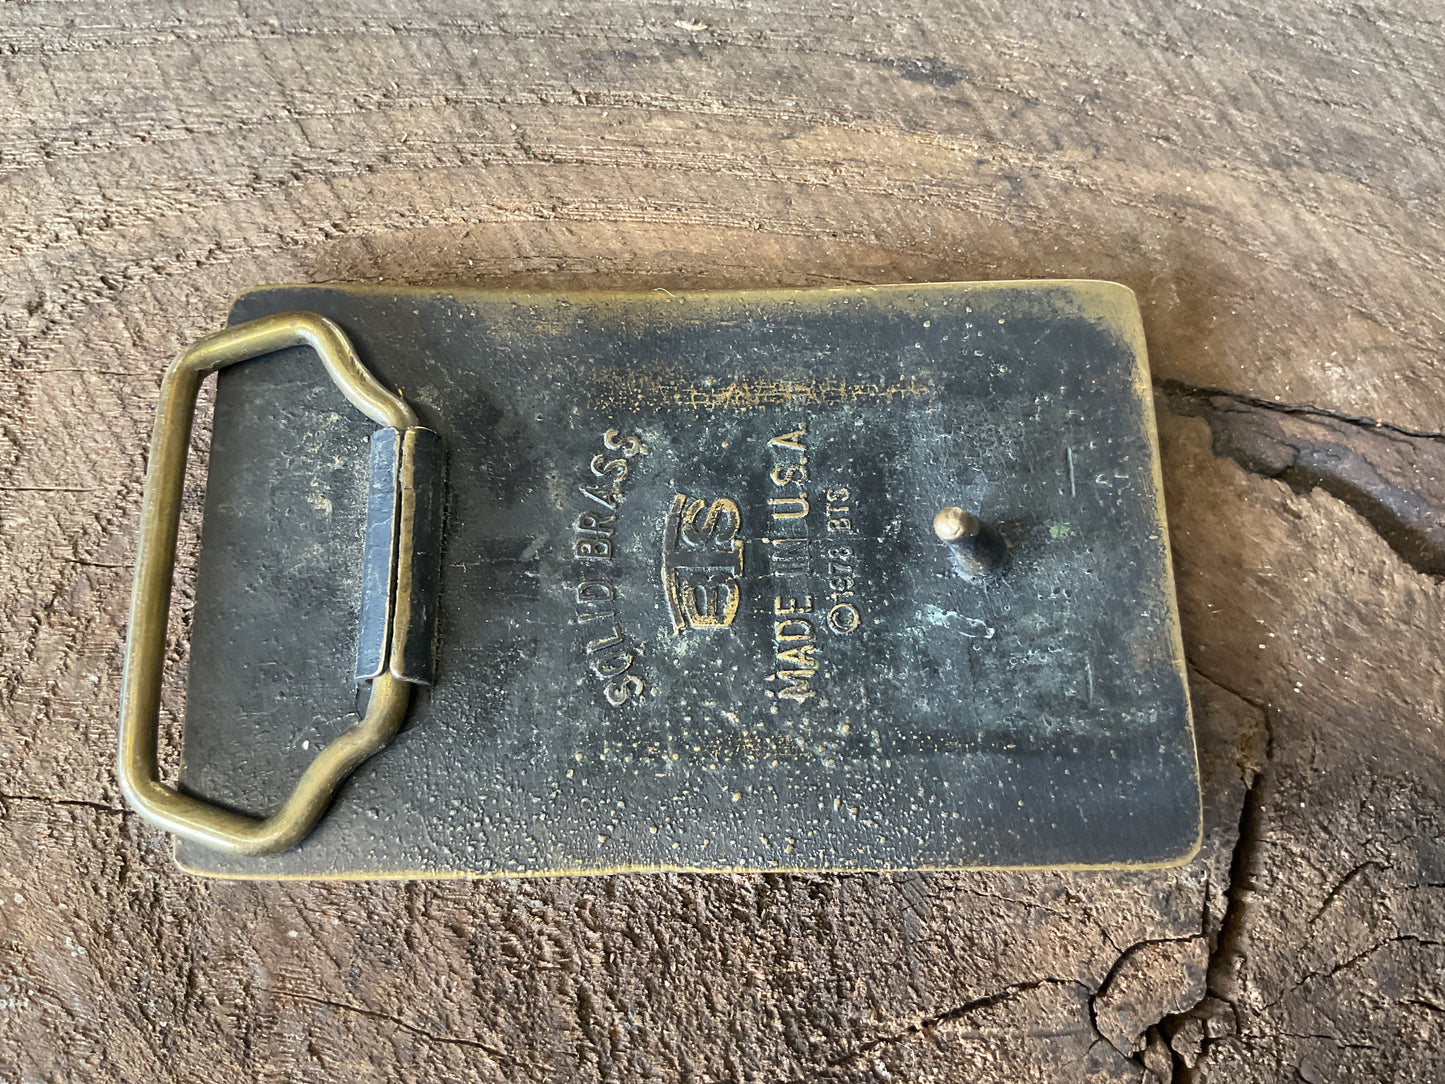 SOLID BRASS
BTS
MADE IN U.S.A.
©1978 BTS